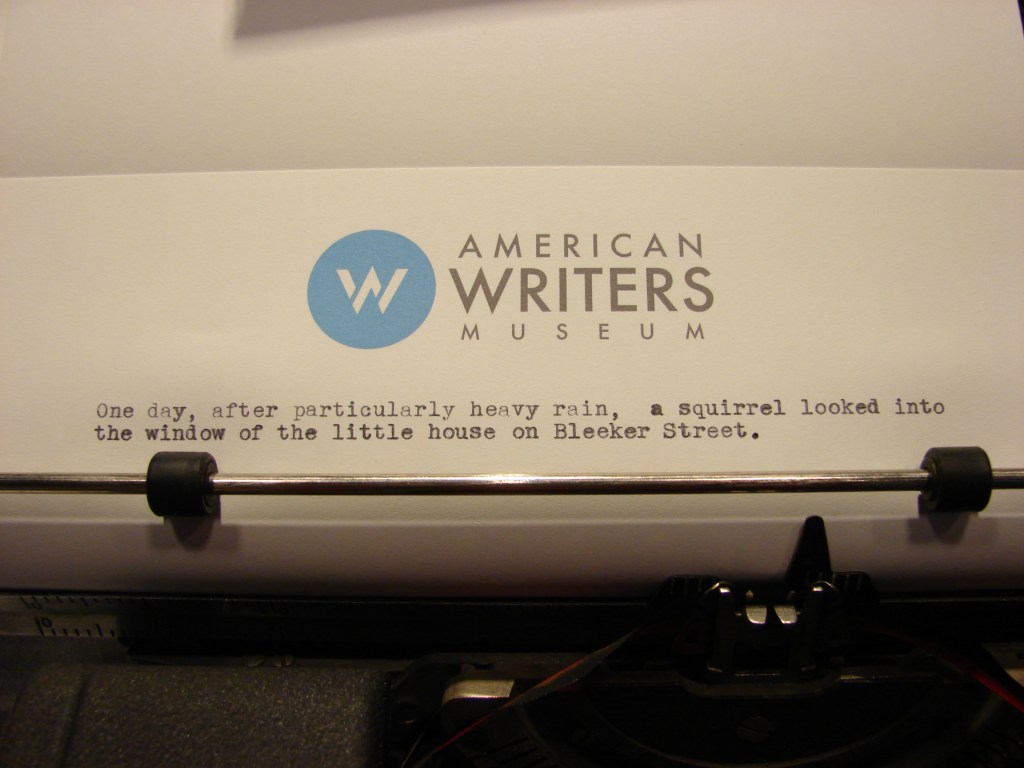 W
AMERICAN
WRITERS
MUSEUM
One day, after particularly heavy rain,  a squirrel looked into
the window of the little house on Bleeker Street.